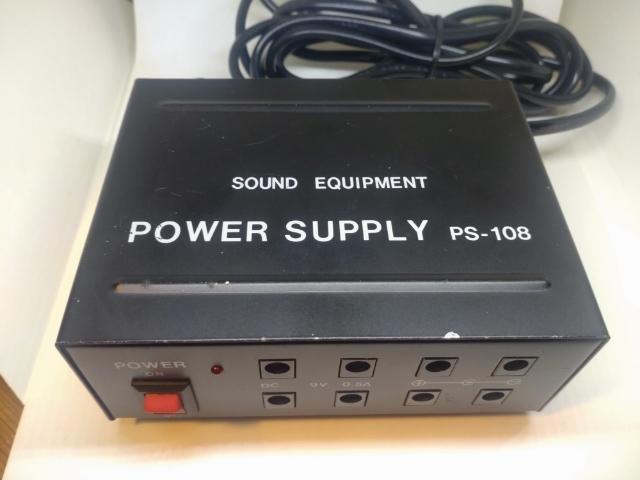 SOUND EQUIPMENT
POWER SUPPLY PS-108
POWER
ON
DC 9V 0.5A